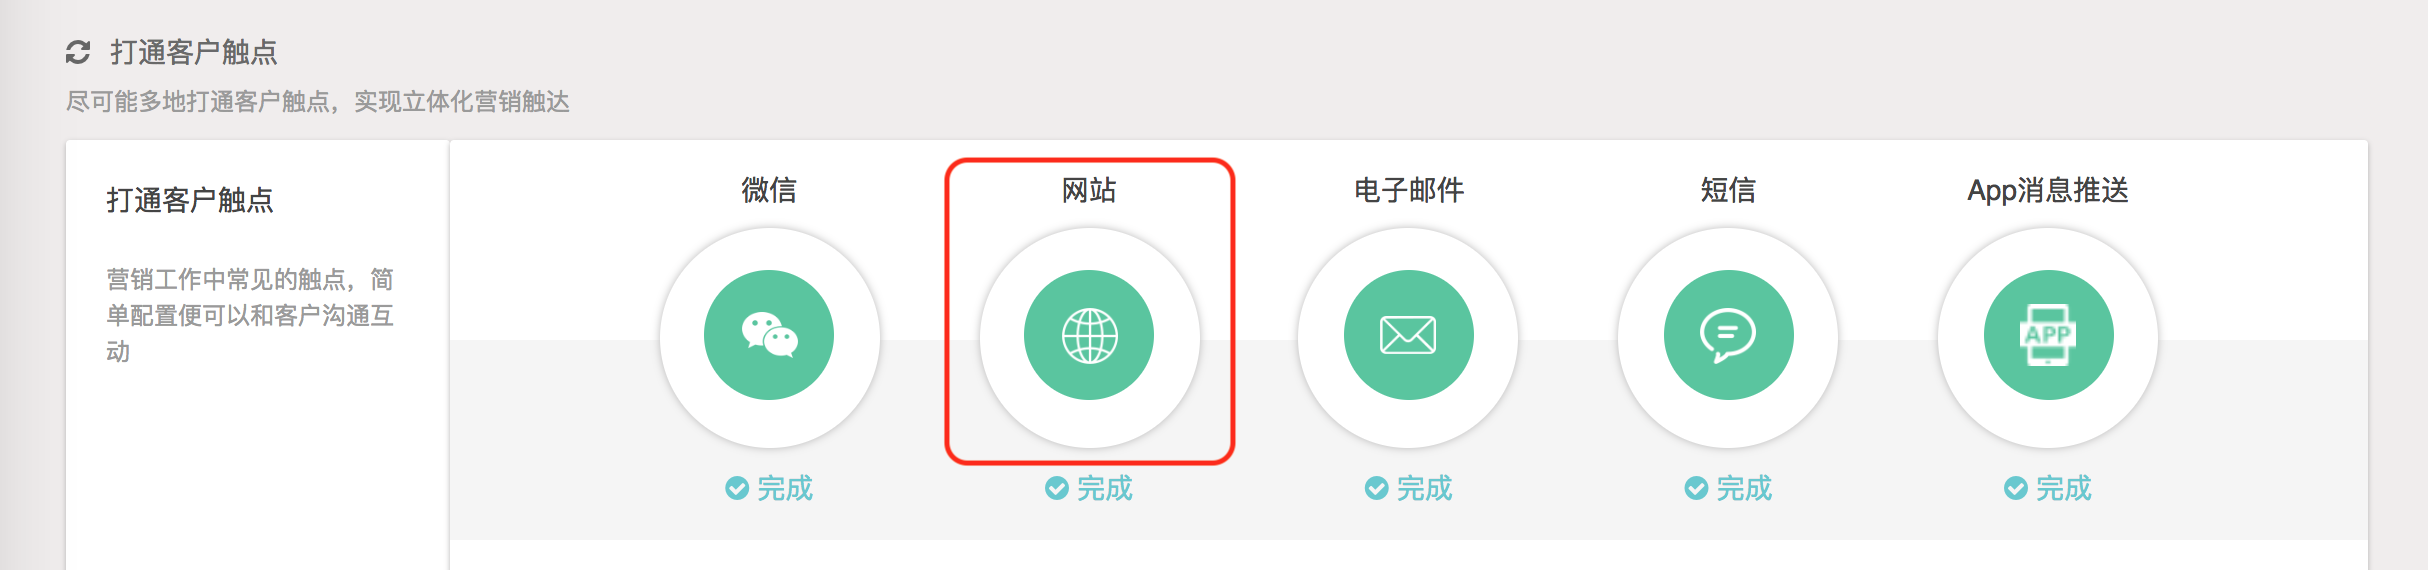 打通客户触点
尽可能多地打通客户触点，实现立体化营销触达
打通客户触点
营销工作中常见的触点，简
单配置便可以和客户沟通互
动
微信
网站
电子邮件
短信
App消息推送
APP
完成
完成
完成
完成
完成